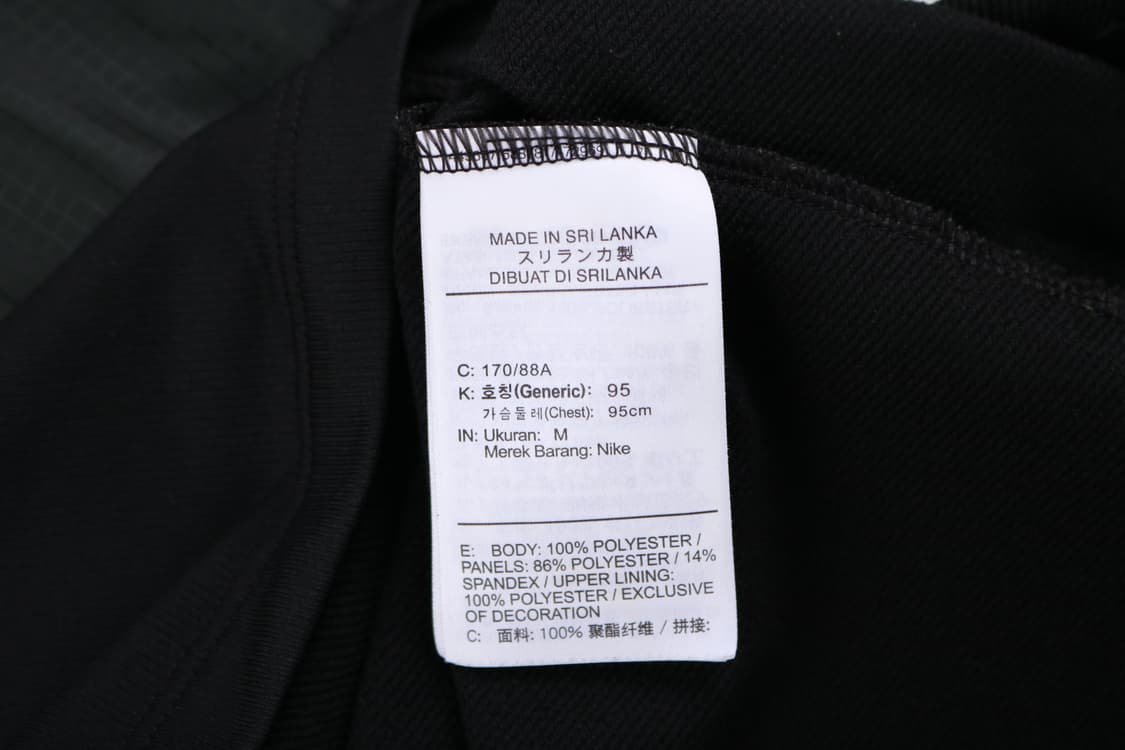 MADE IN SRI LANKA
スリランカ製
DIBUAT DI SRILANKA
C: 170/88A
K: 호칭(Generic): 95
가슴둘레(Chest): 95cm
IN: Ukuran: M
Merek Barang: Nike
E: BODY: 100% POLYESTER /
PANELS: 86% POLYESTER / 14%
SPANDEX / UPPER LINING:
100% POLYESTER / EXCLUSIVE
OF DECORATION
C: 面料: 100% 聚酯纤维 / 拼接: